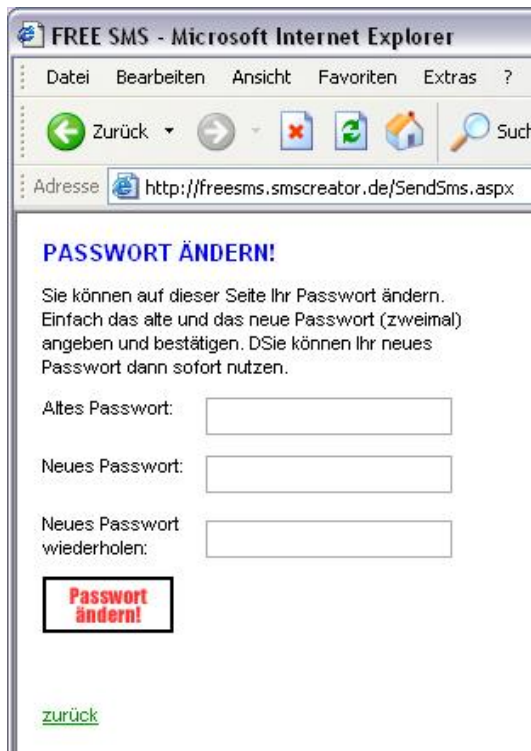 FREE SMS - Microsoft Internet Explorer
Datei Bearbeiten Ansicht Favoriten Extras ?
Zurück Such
Adresse http://freesms.smscreator.de/SendSms.aspx
PASSWORT ÄNDERN!
Sie können auf dieser Seite Ihr Passwort ändern.
Einfach das alte und das neue Passwort (zweimal)
angeben und bestätigen. DSie können Ihr neues
Passwort dann sofort nutzen.
Altes Passwort:
Neues Passwort:
Neues Passwort
wiederholen:
Passwort
ändern!
zurück